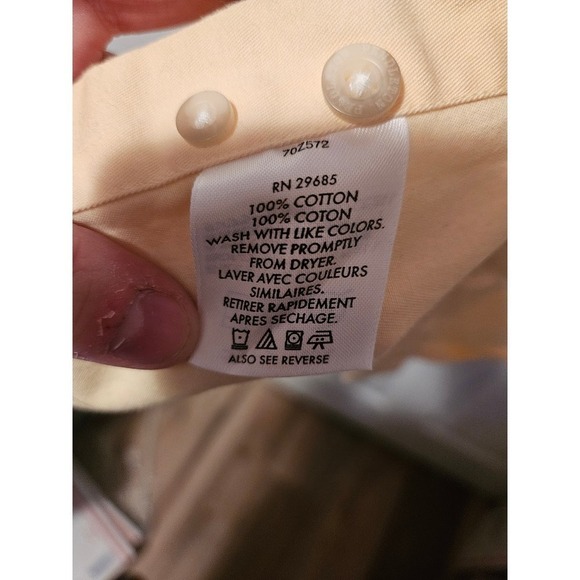 70Z572
RN 29685
100% COTTON
100% COTON
WASH WITH LIKE COLORS.
REMOVE PROMPTLY
FROM DRYER.
LAVER AVEC COULEURS
SIMILAIRES.
RETIRER RAPIDEMENT
APRES SECHAGE.
ALSO SEE REVERSE